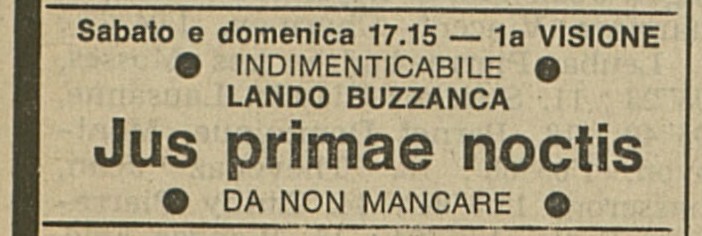 Sabato e domenica 17.15 — 1a VISIONE
● INDIMENTICABILE ●
LANDO BUZZANCA
Jus primae noctis
● DA NON MANCARE ●